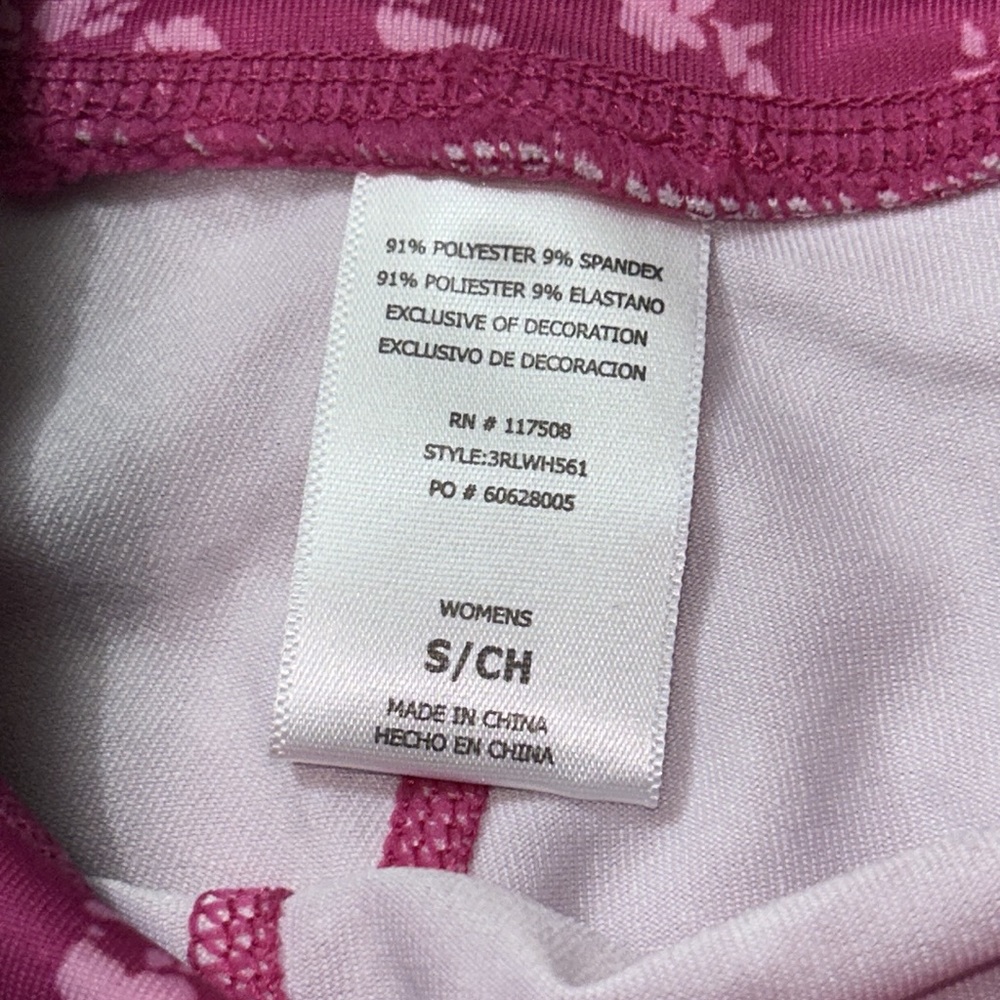 91% POLYESTER 9% SPANDEX
91% POLIESTER 9% ELASTANO
EXCLUSIVE OF DECORATION
EXCLUSIVO DE DECORACION
RN # 117508
STYLE:3RLWH561
PO # 60628005
WOMENS
S/CH
MADE IN CHINA
HECHO EN CHINA